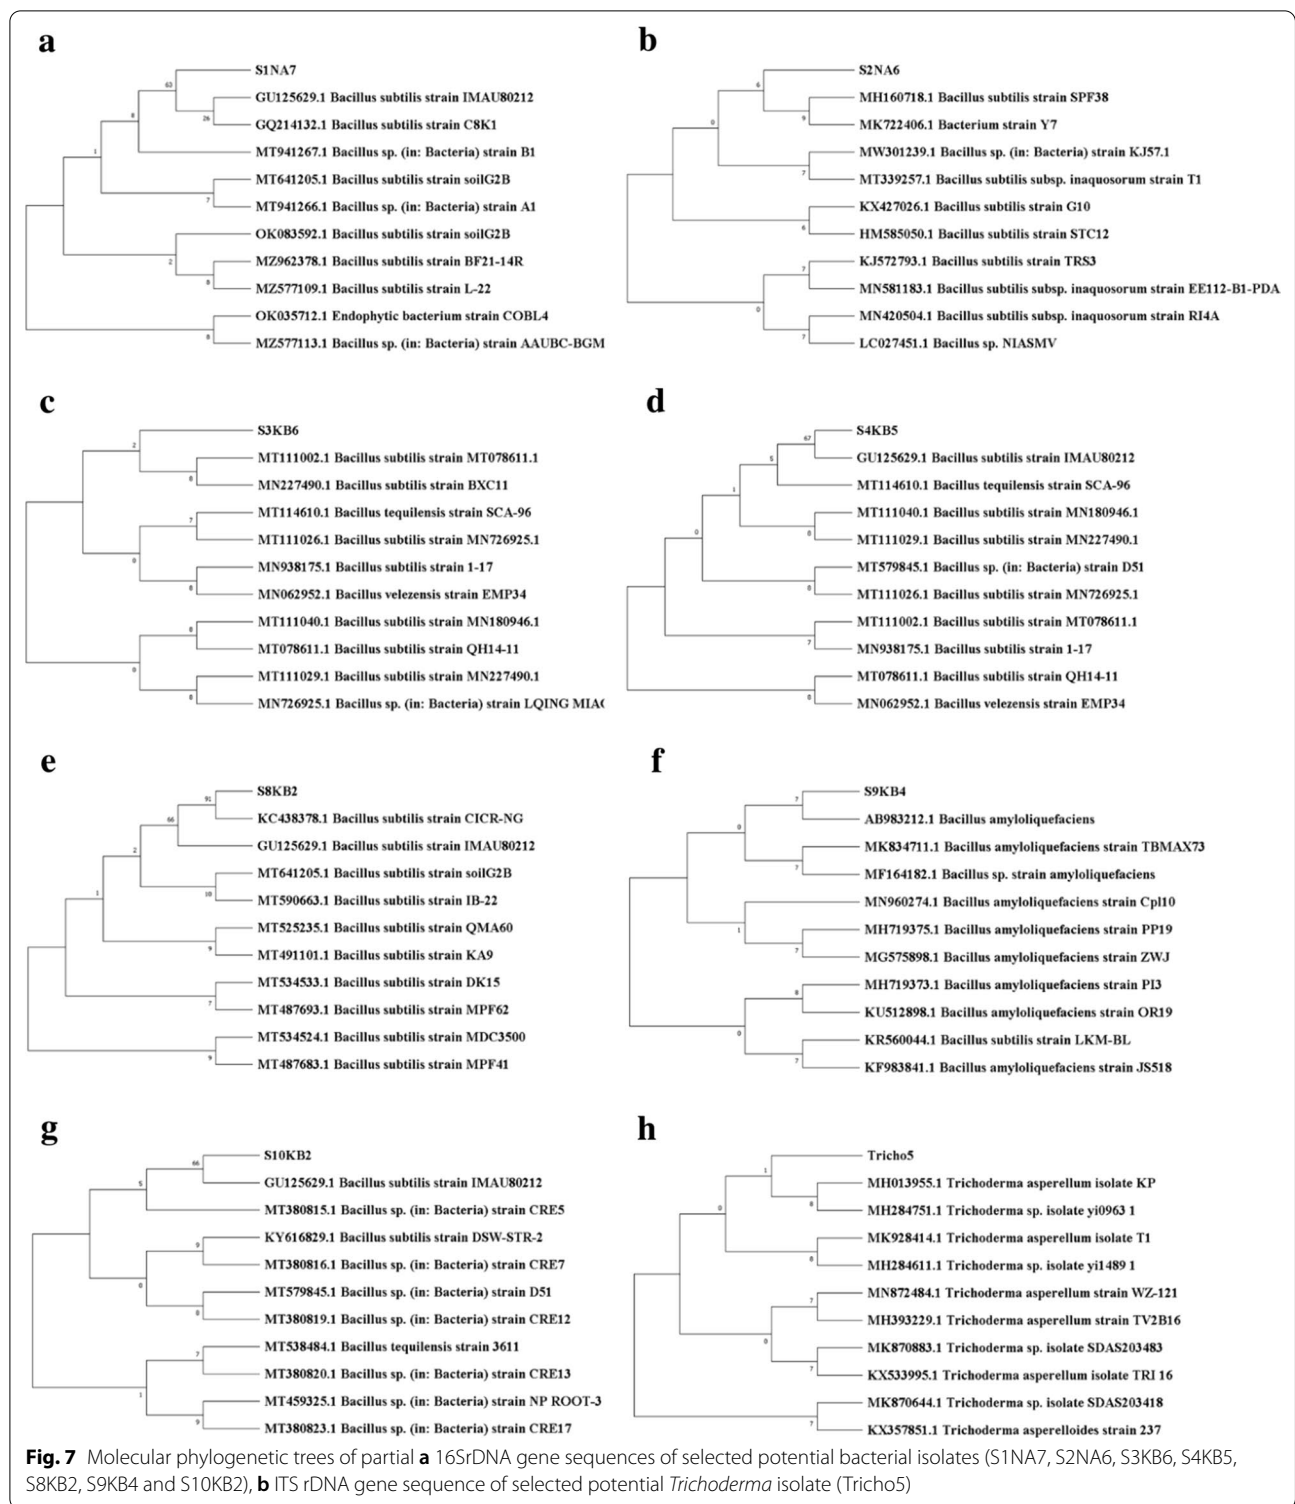 a
S1NA7
63
GU125629.1 Bacillus subtilis strain IMAU80212
26
GQ214132.1 Bacillus subtilis strain C8K1
8
MT941267.1 Bacillus sp. (in: Bacteria) strain B1
1
MT641205.1 Bacillus subtilis strain soilG2B
7
MT941266.1 Bacillus sp. (in: Bacteria) strain A1
OK083592.1 Bacillus subtilis strain soilG2B
2
MZ962378.1 Bacillus subtilis strain BF21-14R
8
MZ577109.1 Bacillus subtilis strain L-22
OK035712.1 Endophytic bacterium strain COBL4
8
MZ577113.1 Bacillus sp. (in: Bacteria) strain AAUBC-BGM
b
S2NA6
6
MH160718.1 Bacillus subtilis strain SPF38
9
MK722406.1 Bacterium strain Y7
0
MW301239.1 Bacillus sp. (in: Bacteria) strain KJ57.1
7
MT339257.1 Bacillus subtilis subsp. inaquosorum strain T1
KX427026.1 Bacillus subtilis strain G10
6
HM585050.1 Bacillus subtilis strain STC12
KJ572793.1 Bacillus subtilis strain TRS3
7
MN581183.1 Bacillus subtilis subsp. inaquosorum strain EE112-B1-PDA
0
MN420504.1 Bacillus subtilis subsp. inaquosorum strain RI4A
7
LC027451.1 Bacillus sp. NIASMV
c
S3KB6
2
MT111002.1 Bacillus subtilis strain MT078611.1
8
MN227490.1 Bacillus subtilis strain BXC11
MT114610.1 Bacillus tequilensis strain SCA-96
7
MT111026.1 Bacillus subtilis strain MN726925.1
0
MN938175.1 Bacillus subtilis strain 1-17
6
MN062952.1 Bacillus velezensis strain EMP34
MT111040.1 Bacillus subtilis strain MN180946.1
8
MT078611.1 Bacillus subtilis strain QH14-11
0
MT111029.1 Bacillus subtilis strain MN227490.1
8
MN726925.1 Bacillus sp. (in: Bacteria) strain LQING MIAO
d
S4KB5
67
GU125629.1 Bacillus subtilis strain IMAU80212
5
MT114610.1 Bacillus tequilensis strain SCA-96
1
MT111040.1 Bacillus subtilis strain MN180946.1
8
MT111029.1 Bacillus subtilis strain MN227490.1
0
MT579845.1 Bacillus sp. (in: Bacteria) strain D51
8
MT111026.1 Bacillus subtilis strain MN726925.1
MT111002.1 Bacillus subtilis strain MT078611.1
7
MN938175.1 Bacillus subtilis strain 1-17
MT078611.1 Bacillus subtilis strain QH14-11
8
MN062952.1 Bacillus velezensis strain EMP34
e
S8KB2
91
KC438378.1 Bacillus subtilis strain CICR-NG
66
GU125629.1 Bacillus subtilis strain IMAU80212
2
MT641205.1 Bacillus subtilis strain soilG2B
10
MT590663.1 Bacillus subtilis strain IB-22
1
MT525235.1 Bacillus subtilis strain QMA60
9
MT491101.1 Bacillus subtilis strain KA9
MT534533.1 Bacillus subtilis strain DK15
7
MT487693.1 Bacillus subtilis strain MPF62
MT534524.1 Bacillus subtilis strain MDC3500
9
MT487683.1 Bacillus subtilis strain MPF41
f
S9KB4
7
AB983212.1 Bacillus amyloliquefaciens
0
MK834711.1 Bacillus amyloliquefaciens strain TBMAX73
7
MF164182.1 Bacillus sp. strain amyloliquefaciens
MN960274.1 Bacillus amyloliquefaciens strain Cpl10
1
MH719375.1 Bacillus amyloliquefaciens strain PP19
7
MG575898.1 Bacillus amyloliquefaciens strain ZWJ
MH719373.1 Bacillus amyloliquefaciens strain PI3
8
KU512898.1 Bacillus amyloliquefaciens strain OR19
0
KR560044.1 Bacillus subtilis strain LKM-BL
7
KF983841.1 Bacillus amyloliquefaciens strain JS518
g
S10KB2
66
GU125629.1 Bacillus subtilis strain IMAU80212
5
MT380815.1 Bacillus sp. (in: Bacteria) strain CRE5
KY616829.1 Bacillus subtilis strain DSW-STR-2
9
MT380816.1 Bacillus sp. (in: Bacteria) strain CRE7
0
MT579845.1 Bacillus sp. (in: Bacteria) strain D51
8
MT380819.1 Bacillus sp. (in: Bacteria) strain CRE12
MT538484.1 Bacillus tequilensis strain 3611
7
MT380820.1 Bacillus sp. (in: Bacteria) strain CRE13
1
MT459325.1 Bacillus sp. (in: Bacteria) strain NP ROOT-3
9
MT380823.1 Bacillus sp. (in: Bacteria) strain CRE17
h
Tricho5
1
MH013955.1 Trichoderma asperellum isolate KP
8
MH284751.1 Trichoderma sp. isolate yi0963 1
0
MK928414.1 Trichoderma asperellum isolate T1
8
MH284611.1 Trichoderma sp. isolate yi1489 1
MN872484.1 Trichoderma asperellum strain WZ-121
7
MH393229.1 Trichoderma asperellum strain TV2B16
0
MK870883.1 Trichoderma sp. isolate SDAS203483
7
KX533995.1 Trichoderma asperellum isolate TRI 16
MK870644.1 Trichoderma sp. isolate SDAS203418
7
KX357851.1 Trichoderma asperelloides strain 237
Fig. 7 Molecular phylogenetic trees of partial a 16SrDNA gene sequences of selected potential bacterial isolates (S1NA7, S2NA6, S3KB6, S4KB5,
S8KB2, S9KB4 and S10KB2), b ITS rDNA gene sequence of selected potential Trichoderma isolate (Tricho5)